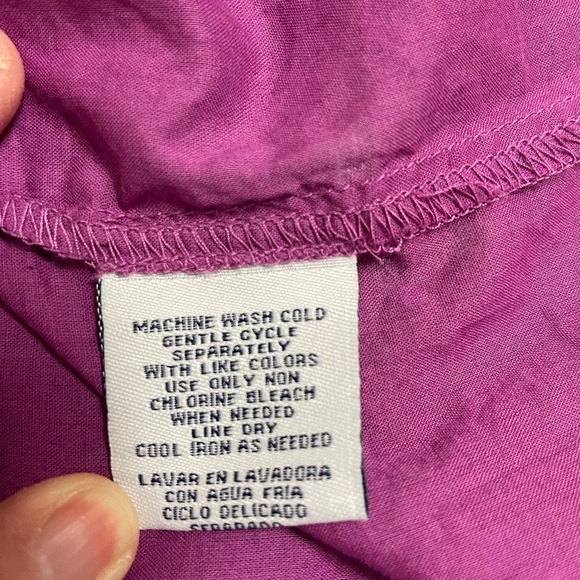 MACHINE WASH COLD
GENTLE CYCLE
SEPARATELY
WITH LIKE COLORS
USE ONLY NON
CHLORINE BLEACH
WHEN NEEDED
LINE DRY
COOL IRON AS NEEDED
LAVAR EN LAVADORA
CON AGUA FRIA
CICLO DELICADO
SEPARADO